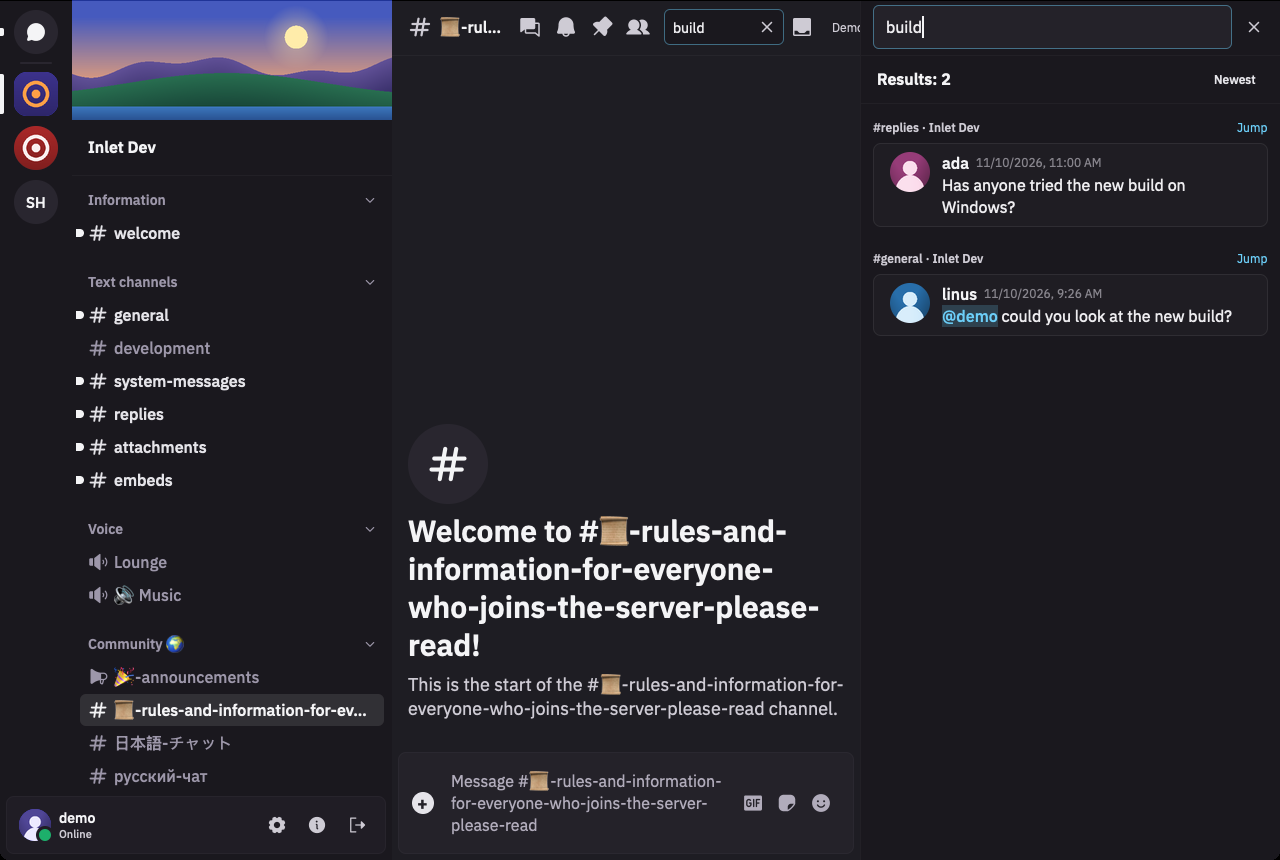 SH
Inlet Dev
Information
welcome
Text channels
general
development
system-messages
replies
attachments
embeds
Voice
Lounge
🔊 Music
Community 🌍
🎉-announcements
📜-rules-and-information-for-ev...
日本語-チャット
русский-чат
demo
Online
# 📜-rul...
build
Demo
Welcome to #📜-rules-and-
information-for-everyone-
who-joins-the-server-please-
read!
This is the start of the #📜-rules-and-information-for-
everyone-who-joins-the-server-please-read channel.
Message #📜-rules-and-information-
for-everyone-who-joins-the-server-
please-read
GIF
build
Results: 2
Newest
#replies · Inlet Dev
Jump
ada 11/10/2026, 11:00 AM
Has anyone tried the new build on
Windows?
#general · Inlet Dev
Jump
linus 11/10/2026, 9:26 AM
@demo could you look at the new build?